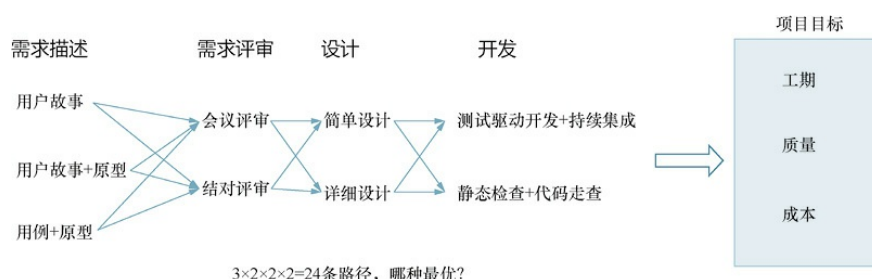 项目目标
需求描述 需求评审 设计 开发
工期
用户故事
会议评审 简单设计 测试驱动开发+持续集成
质量
用户故事+原型
结对评审 详细设计 静态检查+代码走查
成本
用例+原型
3×2×2×2=24条路径，哪种最优?